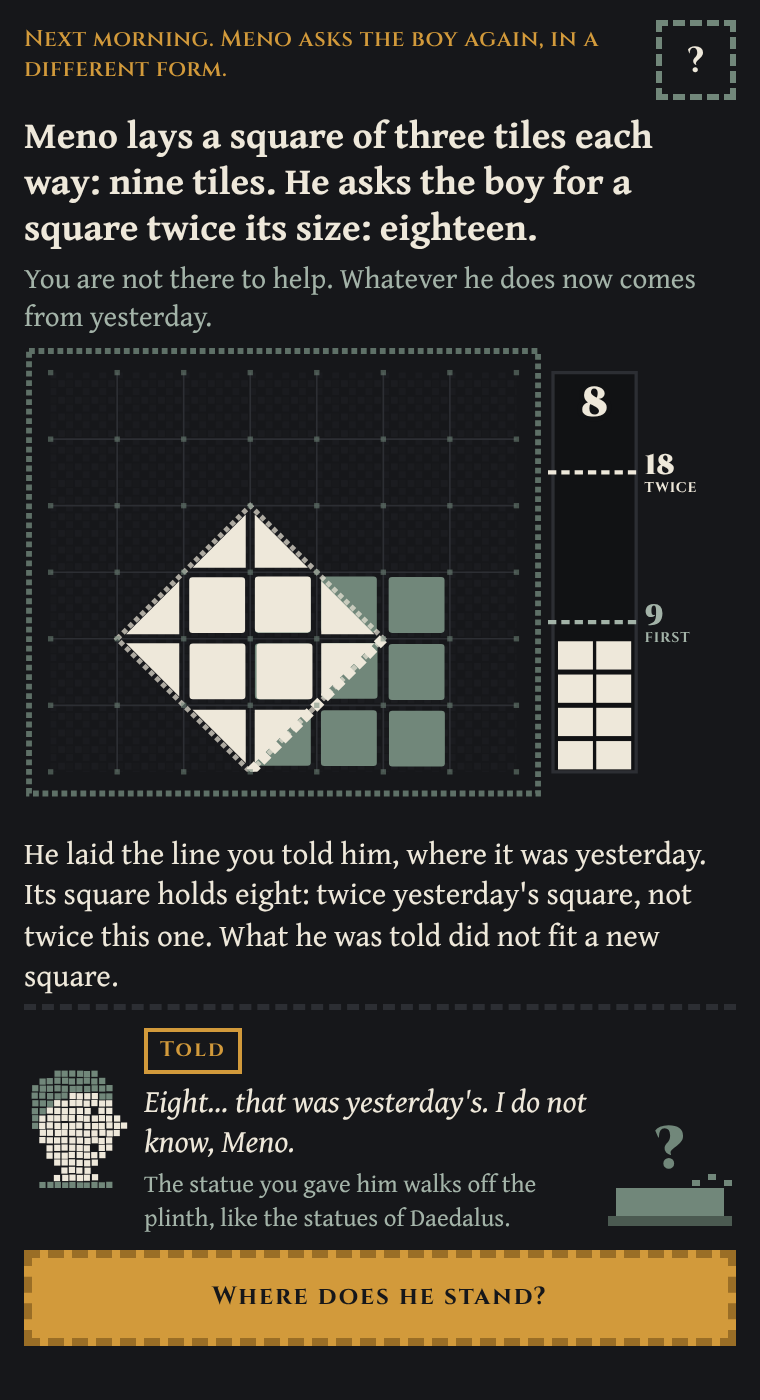 Next morning. Meno asks the boy again, in a
different form.
?
Meno lays a square of three tiles each
way: nine tiles. He asks the boy for a
square twice its size: eighteen.
You are not there to help. Whatever he does now comes
from yesterday.
8
18
TWICE
9
FIRST
He laid the line you told him, where it was yesterday.
Its square holds eight: twice yesterday's square, not
twice this one. What he was told did not fit a new
square.
Told
Eight... that was yesterday's. I do not
know, Meno.
?
The statue you gave him walks off the
plinth, like the statues of Daedalus.
Where does he stand?